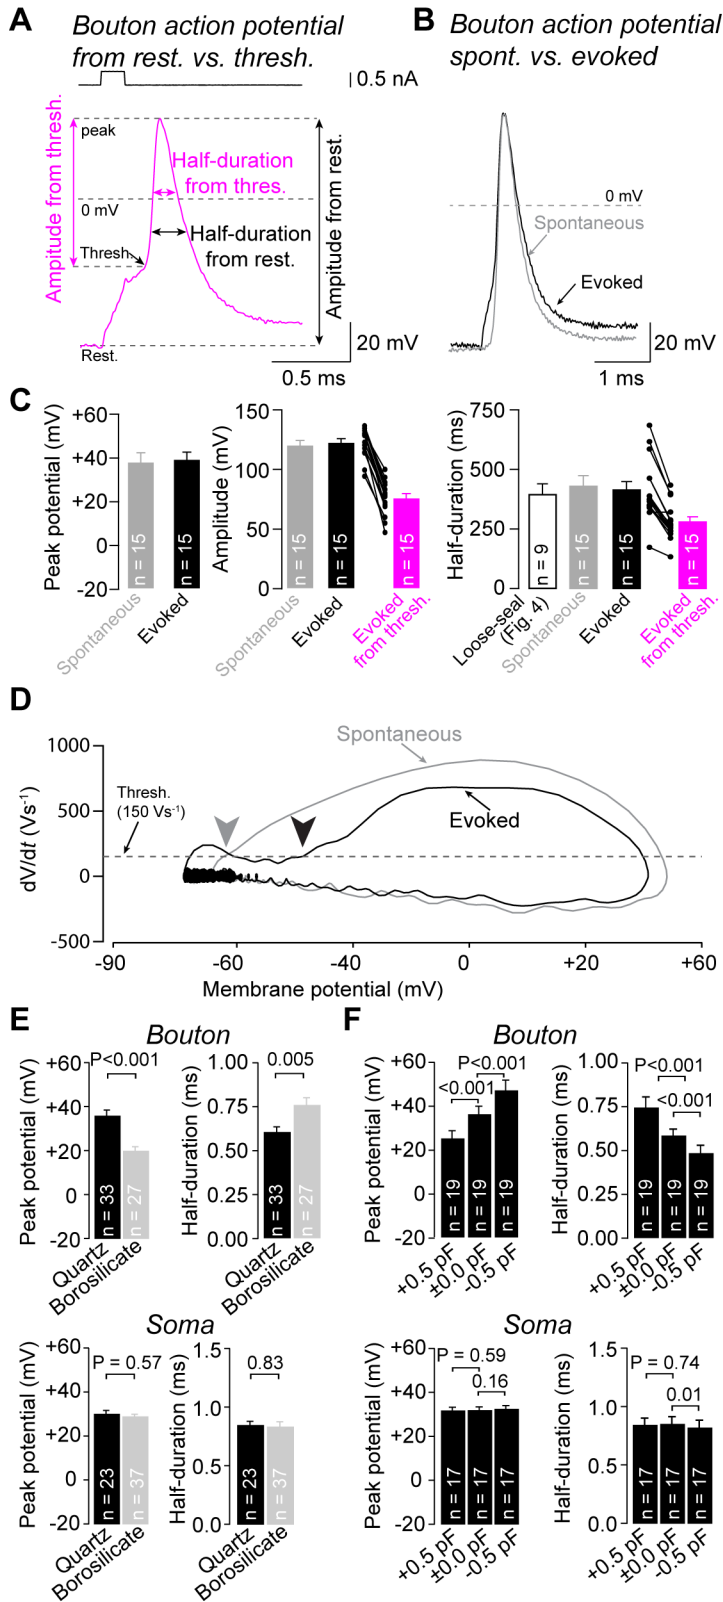 A
Bouton action potential
from rest. vs. thresh.
0.5 nA
Ampitude from thresh.
peak
Half-duration
from thres.
0 mV
Half-duration
from rest.
Thresh.
Amplitude from rest.
Rest.
20 mV
0.5 ms
B
Bouton action potential
spont. vs. evoked
0 mV
Spontaneous
Evoked
20 mV
1 ms
C
Peak potential (mV)
+60
+40
+20
0
-20
n = 15
n = 15
Spontaneous
Evoked
Amplitude (mV)
150
100
50
0
n = 15
n = 15
n = 15
Spontaneous
Evoked
Evoked
from thresh.
Half-duration (ms)
750
500
250
0
n = 9
n = 15
n = 15
n = 15
Loose-seal
(Fig. 4)
Spontaneous
Evoked
Evoked
from thresh.
D
dV/dt (Vs-1)
1000
500
0
-500
Thresh.
(150 Vs-1)
Spontaneous
Evoked
-90
-60
-40
0
+20
+60
Membrane potential (mV)
E
Bouton
Peak potential (mV)
+60
+40
+20
0
-20
P<0.001
n = 33
n = 27
Quartz
Borosilicate
Half-duration (ms)
1.00
0.75
0.50
0.25
0.00
0.005
n = 33
n = 27
Quartz
Borosilicate
Soma
Peak potential (mV)
+60
+40
+20
0
-20
P = 0.57
n = 23
n = 37
Quartz
Borosilicate
Half-duration (ms)
1.5
1.0
0.5
0.0
0.83
n = 23
n = 37
Quartz
Borosilicate
F
Bouton
Peak potential (mV)
+60
+40
+20
0
-20
P<0.001
<0.001
n = 19
n = 19
n = 19
+0.5 pF
±0.0 pF
-0.5 pF
Half-duration (ms)
1.00
0.75
0.50
0.25
0.00
P<0.001
<0.001
n = 19
n = 19
n = 19
+0.5 pF
±0.0 pF
-0.5 pF
Soma
Peak potential (mV)
+60
+40
+20
0
-20
P = 0.59
0.16
n = 17
n = 17
n = 17
+0.5 pF
±0.0 pF
-0.5 pF
Half-duration (ms)
1.5
1.0
0.5
0.0
P = 0.74
0.01
n = 17
n = 17
n = 17
+0.5 pF
±0.0 pF
-0.5 pF